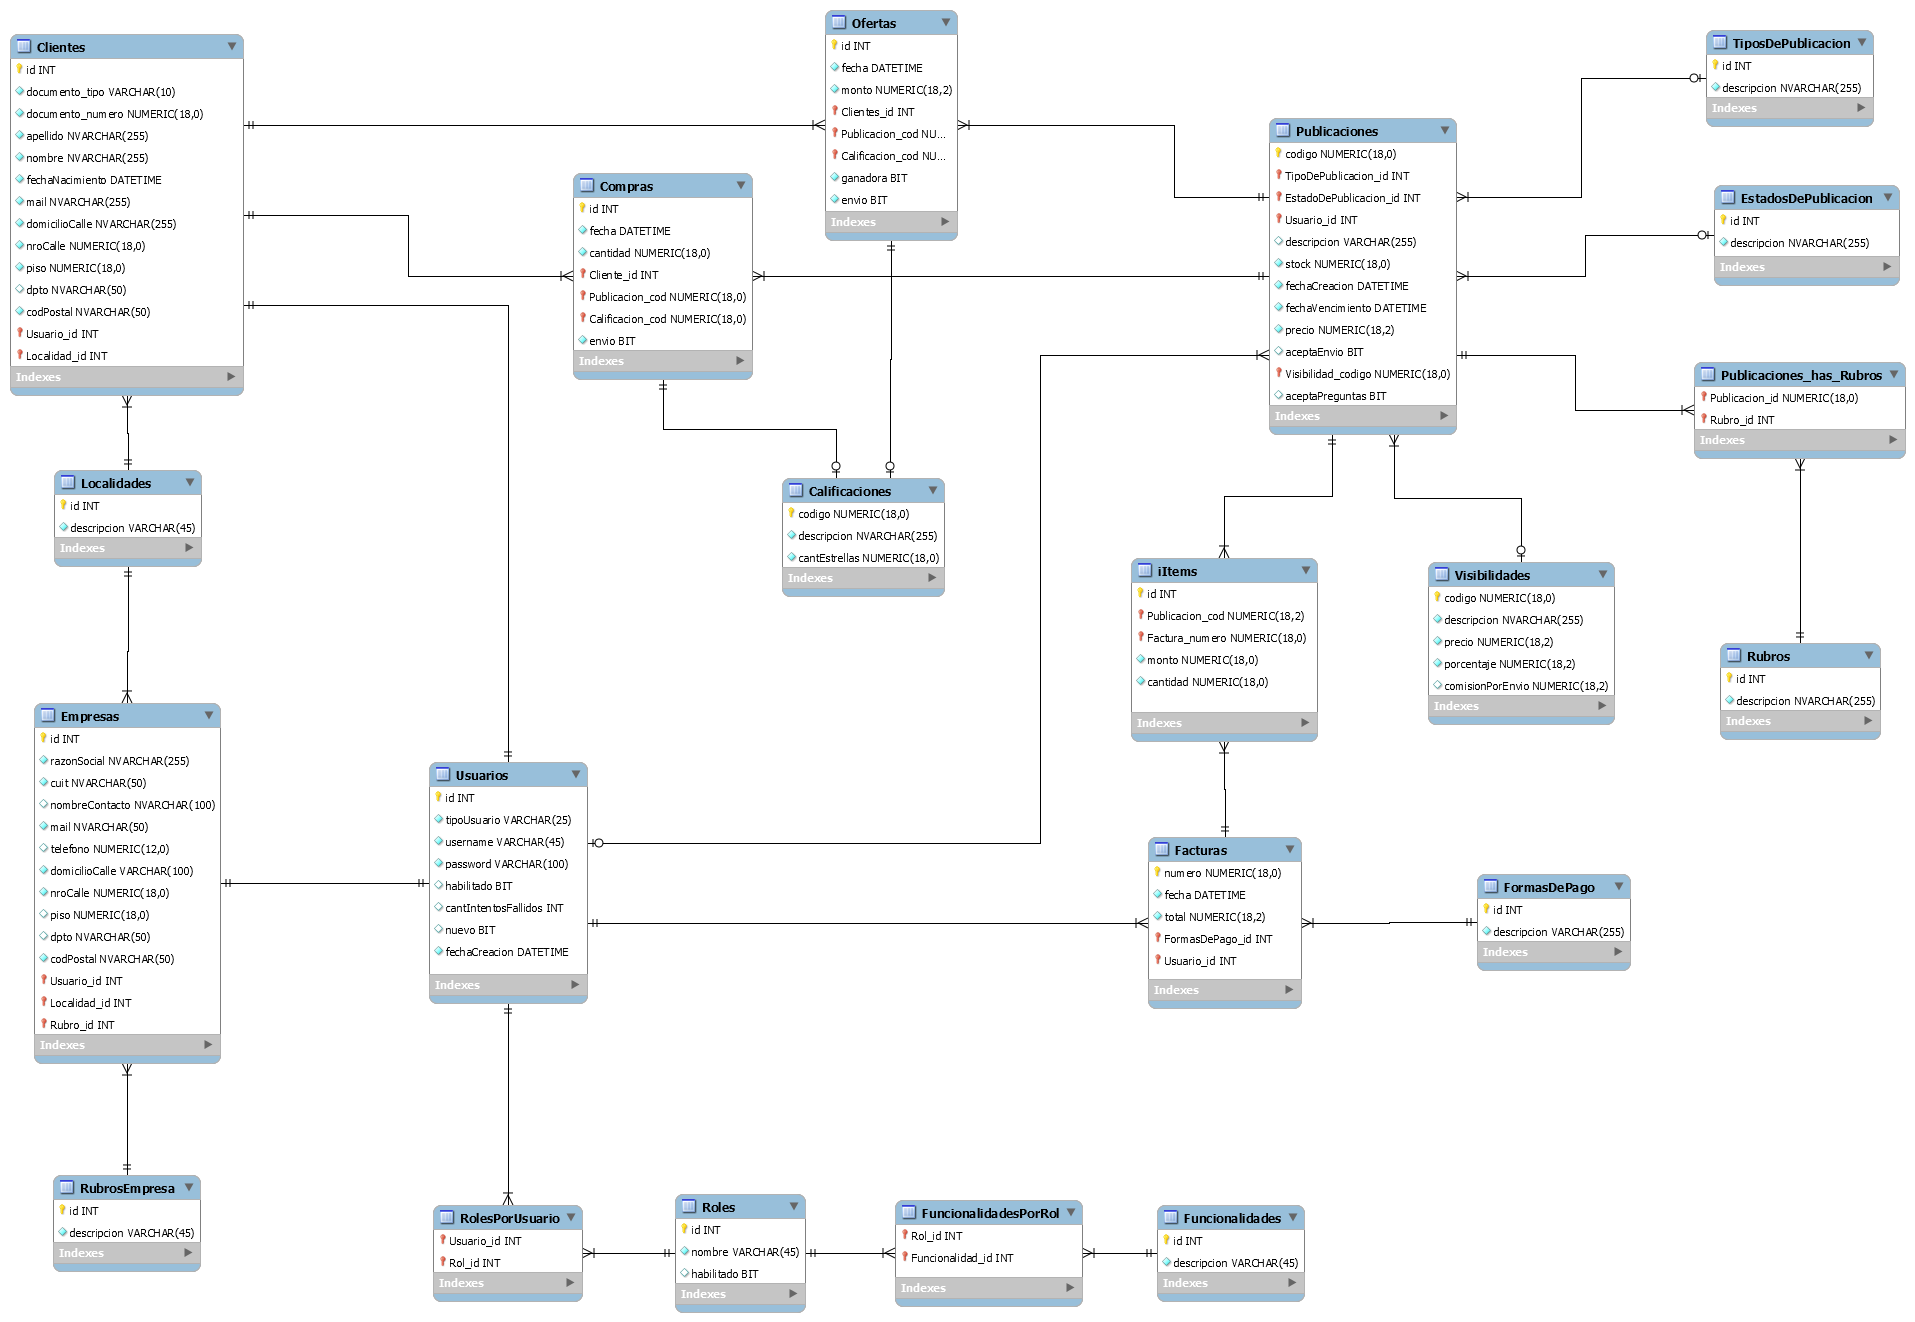 Clientes
id INT
documento_tipo VARCHAR(10)
documento_numero NUMERIC(18,0)
apellido NVARCHAR(255)
nombre NVARCHAR(255)
fechaNacimiento DATETIME
mail NVARCHAR(255)
domicilioCalle NVARCHAR(255)
nroCalle NUMERIC(18,0)
piso NUMERIC(18,0)
dpto NVARCHAR(50)
codPostal NVARCHAR(50)
Usuario_id INT
Localidad_id INT
Indexes
Ofertas
id INT
fecha DATETIME
monto NUMERIC(18,2)
Clientes_id INT
Publicacion_cod NU...
Calificacion_cod NU...
ganadora BIT
envio BIT
Indexes
Compras
id INT
fecha DATETIME
cantidad NUMERIC(18,0)
Cliente_id INT
Publicacion_cod NUMERIC(18,0)
Calificacion_cod NUMERIC(18,0)
envio BIT
Indexes
Publicaciones
codigo NUMERIC(18,0)
TipoDePublicacion_id INT
EstadoDePublicacion_id INT
Usuario_id INT
descripcion VARCHAR(255)
stock NUMERIC(18,0)
fechaCreacion DATETIME
fechaVencimiento DATETIME
precio NUMERIC(18,2)
aceptaEnvio BIT
Visibilidad_codigo NUMERIC(18,0)
aceptaPreguntas BIT
Indexes
TiposDePublicacion
id INT
descripcion NVARCHAR(255)
Indexes
EstadosDePublicacion
id INT
descripcion NVARCHAR(255)
Indexes
Publicaciones_has_Rubros
Publicacion_id NUMERIC(18,0)
Rubro_id INT
Indexes
Localidades
id INT
descripcion VARCHAR(45)
Indexes
Calificaciones
codigo NUMERIC(18,0)
descripcion NVARCHAR(255)
cantEstrellas NUMERIC(18,0)
Indexes
iItems
id INT
Publicacion_cod NUMERIC(18,2)
Factura_numero NUMERIC(18,0)
monto NUMERIC(18,0)
cantidad NUMERIC(18,0)
Indexes
Visibilidades
codigo NUMERIC(18,0)
descripcion NVARCHAR(255)
precio NUMERIC(18,2)
porcentaje NUMERIC(18,2)
comisionPorEnvio NUMERIC(18,2)
Indexes
Rubros
id INT
descripcion NVARCHAR(255)
Indexes
Empresas
id INT
razonSocial NVARCHAR(255)
cuit NVARCHAR(50)
nombreContacto NVARCHAR(100)
mail NVARCHAR(50)
telefono NUMERIC(12,0)
domicilioCalle VARCHAR(100)
nroCalle NUMERIC(18,0)
piso NUMERIC(18,0)
dpto NVARCHAR(50)
codPostal NVARCHAR(50)
Usuario_id INT
Localidad_id INT
Rubro_id INT
Indexes
Usuarios
id INT
tipoUsuario VARCHAR(25)
username VARCHAR(45)
password VARCHAR(100)
habilitado BIT
cantIntentosFallidos INT
nuevo BIT
fechaCreacion DATETIME
Indexes
Facturas
numero NUMERIC(18,0)
fecha DATETIME
total NUMERIC(18,2)
FormasDePago_id INT
Usuario_id INT
Indexes
FormasDePago
id INT
descripcion VARCHAR(255)
Indexes
RubrosEmpresa
id INT
descripcion VARCHAR(45)
Indexes
RolesPorUsuario
Usuario_id INT
Rol_id INT
Indexes
Roles
id INT
nombre VARCHAR(45)
habilitado BIT
Indexes
FuncionalidadesPorRol
Rol_id INT
Funcionalidad_id INT
Indexes
Funcionalidades
id INT
descripcion VARCHAR(45)
Indexes